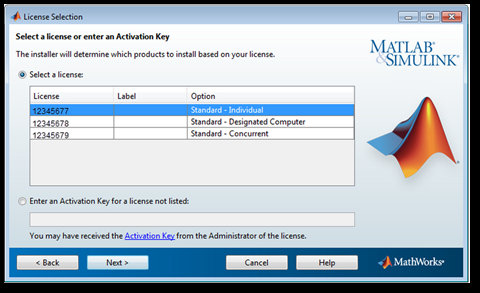 License Selection
Select a license or enter an Activation Key
The installer will determine which products to install based on your license.
MATLAB®
&SIMULINK®
Select a license:
License Label Option
12345677 Standard - Individual
12345678 Standard - Designated Computer
12345679 Standard - Concurrent
Enter an Activation Key for a license not listed:
You may have received the Activation Key from the Administrator of the license.
< Back Next > Cancel Help MathWorks®